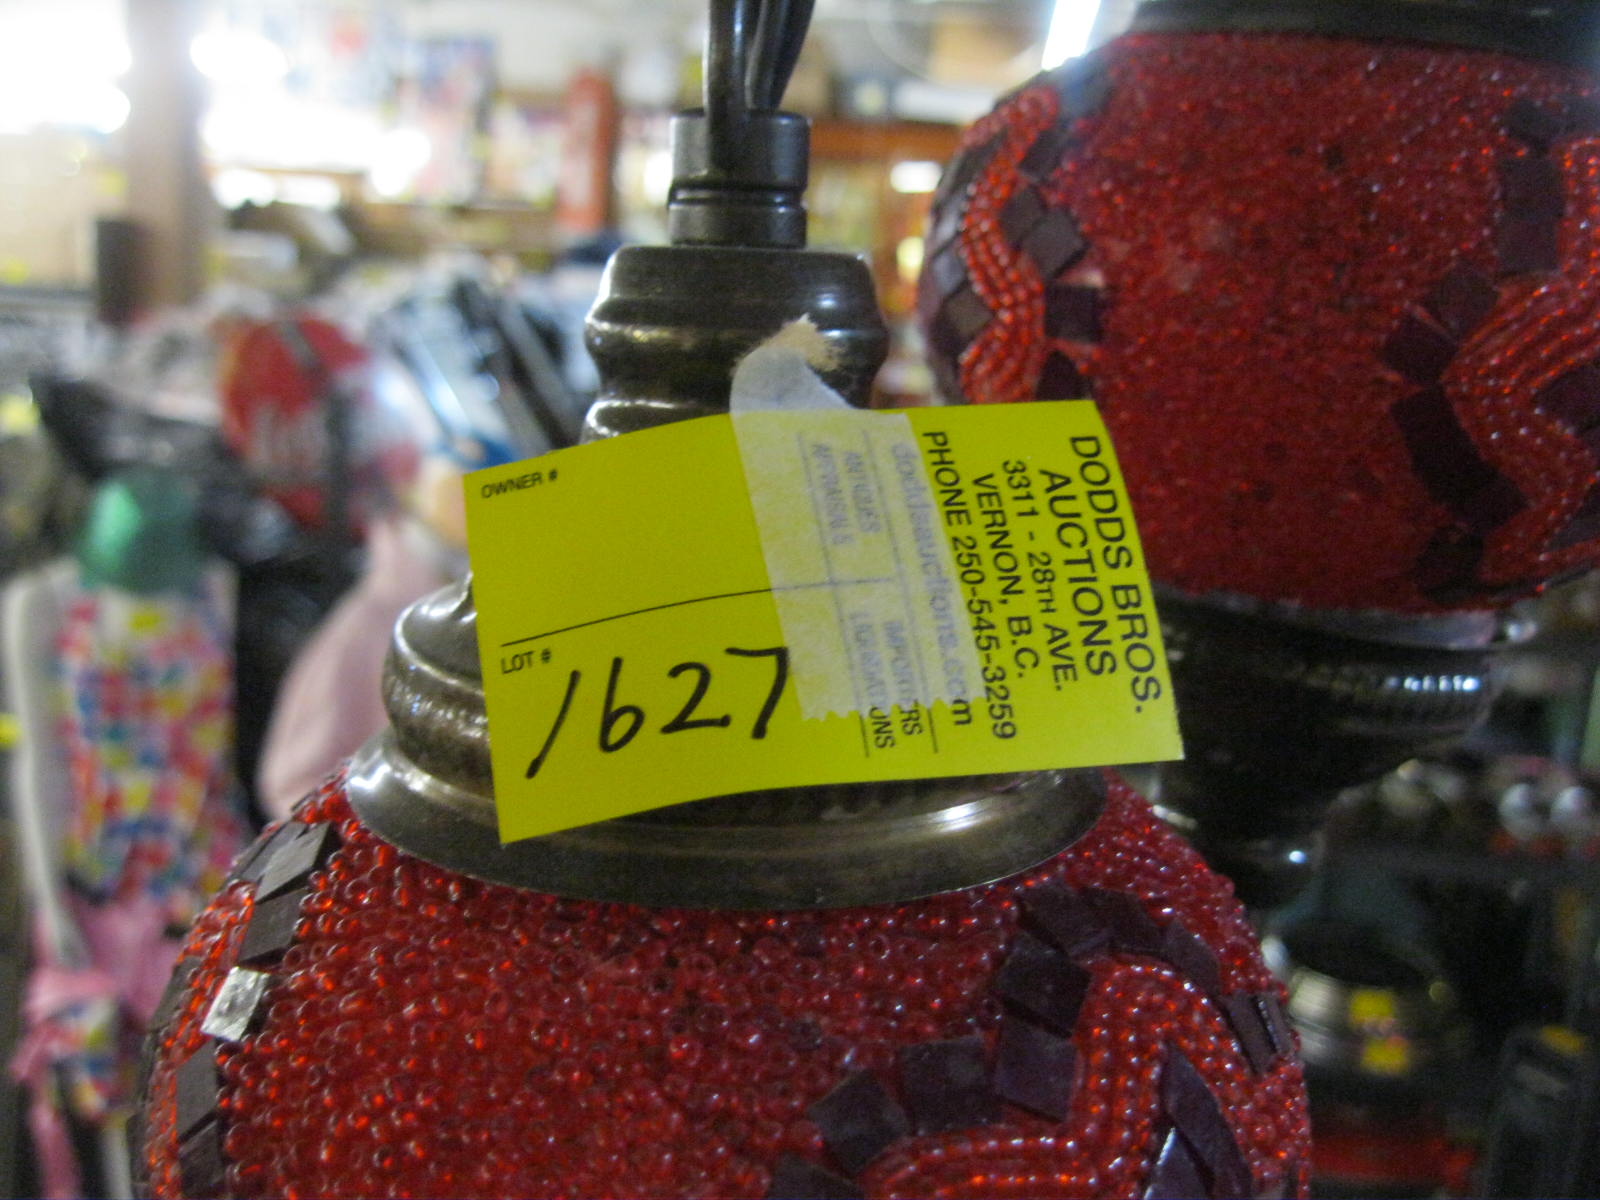 DODDS BROS.
AUCTIONS
3311 - 28TH AVE.
VERNON, B.C.
PHONE 250-545-3259
doddsauctions.com
ANTIQUES IMPORTERS
APPRAISALS LIQUIDATIONS
OWNER #
LOT # 1627